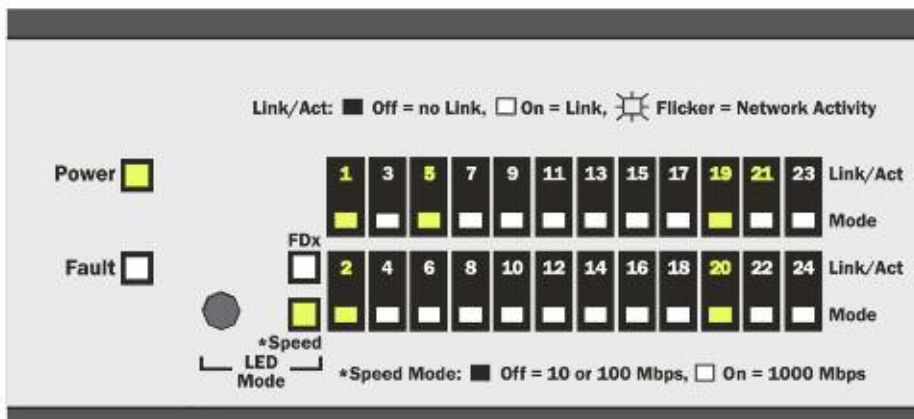 Link/Act: Off = no Link, On = Link, Flicker = Network Activity
Power 1 3 5 7 9 11 13 15 17 19 21 23 Link/Act
Mode
FDx
Fault 2 4 6 8 10 12 14 16 18 20 22 24 Link/Act
Mode
*Speed
LED
Mode
*Speed Mode: Off = 10 or 100 Mbps, On = 1000 Mbps